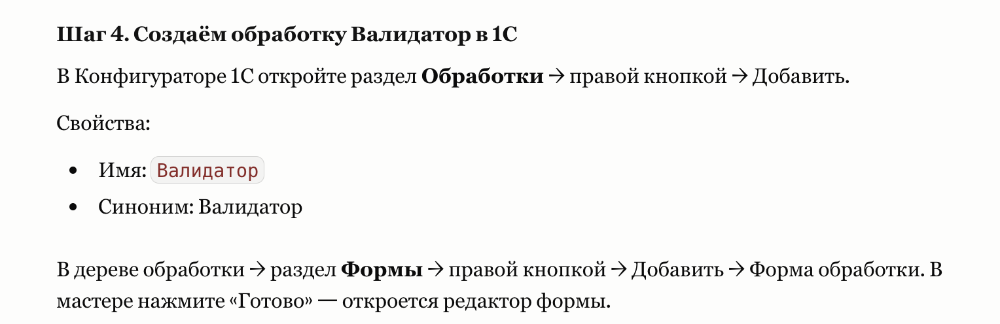 Шаг 4. Создаём обработку Валидатор в 1С
В Конфигураторе 1С откройте раздел Обработки → правой кнопкой → Добавить.
Свойства:
• Имя: Валидатор
• Синоним: Валидатор
В дереве обработки → раздел Формы → правой кнопкой → Добавить → Форма обработки. В
мастере нажмите «Готово» — откроется редактор формы.